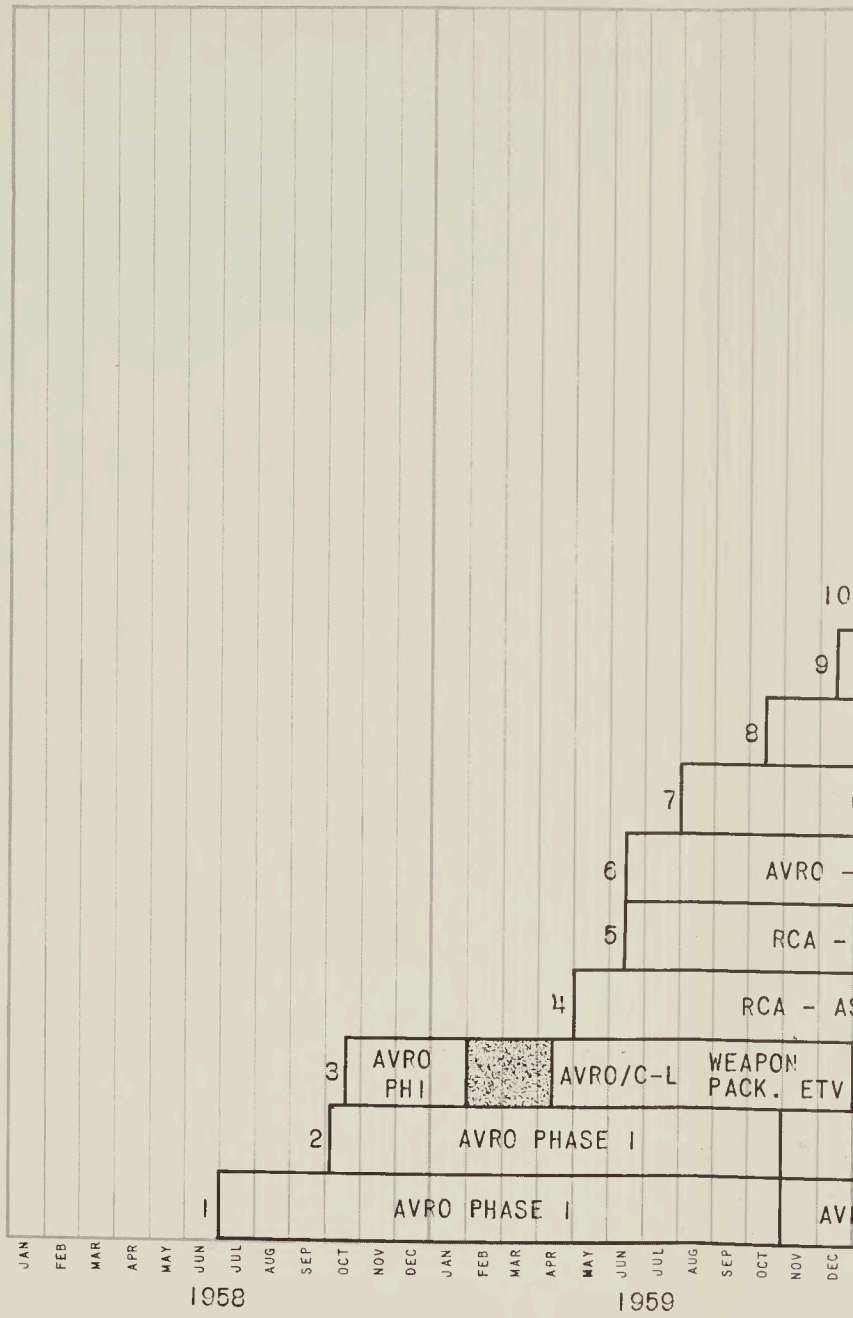 10
9
8
7
6 AVRO -
5 RCA -
4 RCA - AS
3 AVRO PH I AVRO/C-L WEAPON PACK. ETV
2 AVRO PHASE I
1 AVRO PHASE I AV
JAN FEB MAR APR MAY JUN JUL AUG SEP OCT NOV DEC JAN FEB MAR APR MAY JUN JUL AUG SEP OCT NOV DEC
1958 1959